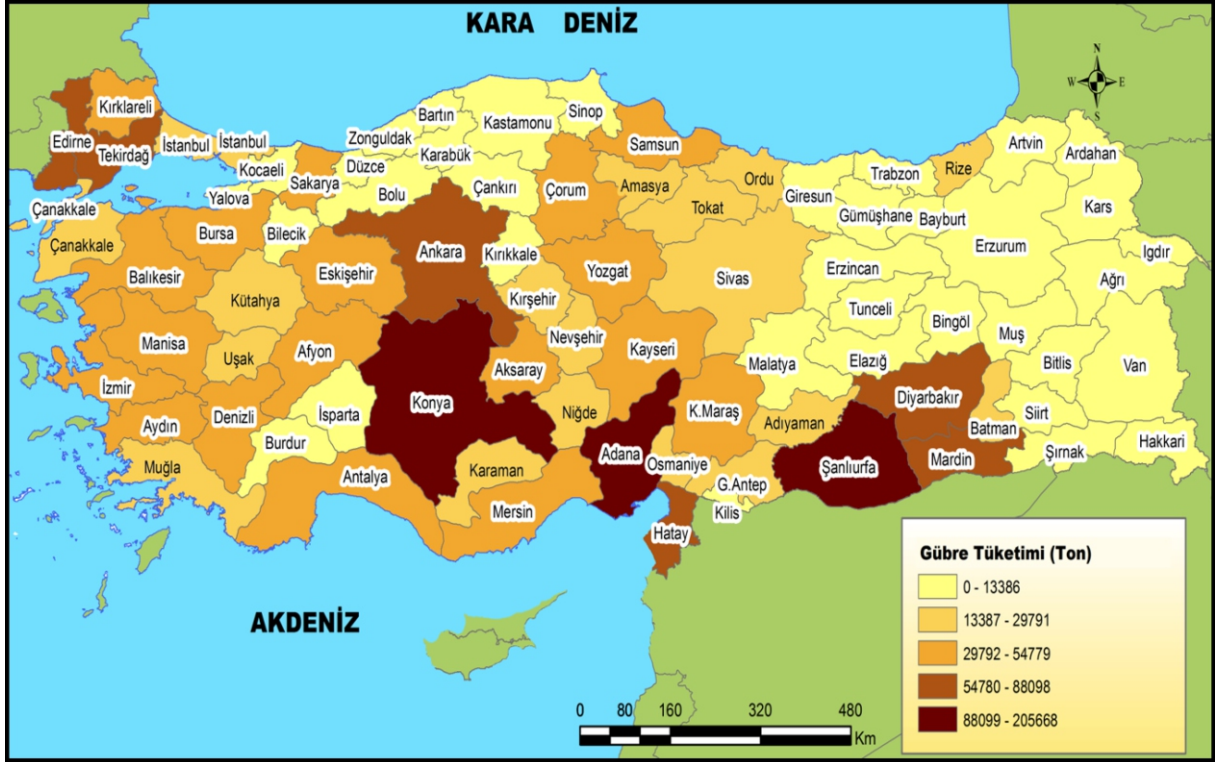 KARA DENİZ
N
W
E
S
Kırklareli
Edirne
Tekirdağ
İstanbul
İstanbul
Kocaeli
Yalova
Sakarya
Düzce
Zonguldak
Bartın
Karabük
Kastamonu
Sinop
Bolu
Çankırı
Çorum
Samsun
Amasya
Ordu
Tokat
Giresun
Trabzon
Rize
Artvin
Ardahan
Gümüşhane
Bayburt
Kars
Erzurum
Igdır
Çanakkale
Çanakkale
Bursa
Bilecik
Balıkesir
Eskişehir
Ankara
Kırıkkale
Yozgat
Sivas
Erzincan
Ağrı
Kütahya
Kırşehir
Tunceli
Bingöl
Muş
Manisa
Uşak
Afyon
Nevşehir
Kayseri
Malatya
Elazığ
Bitlis
Van
İzmir
Aksaray
Konya
Niğde
Diyarbakır
Batman
Siirt
Aydın
Denizli
İsparta
Burdur
K.Maraş
Adıyaman
Şırnak
Hakkari
Muğla
Antalya
Karaman
Mersin
Adana
Osmaniye
G.Antep
Şanlıurfa
Mardin
Kilis
Hatay
AKDENİZ
Gübre Tüketimi (Ton)
0 - 13386
13387 - 29791
29792 - 54779
54780 - 88098
88099 - 205668
0 80 160 320 480
Km